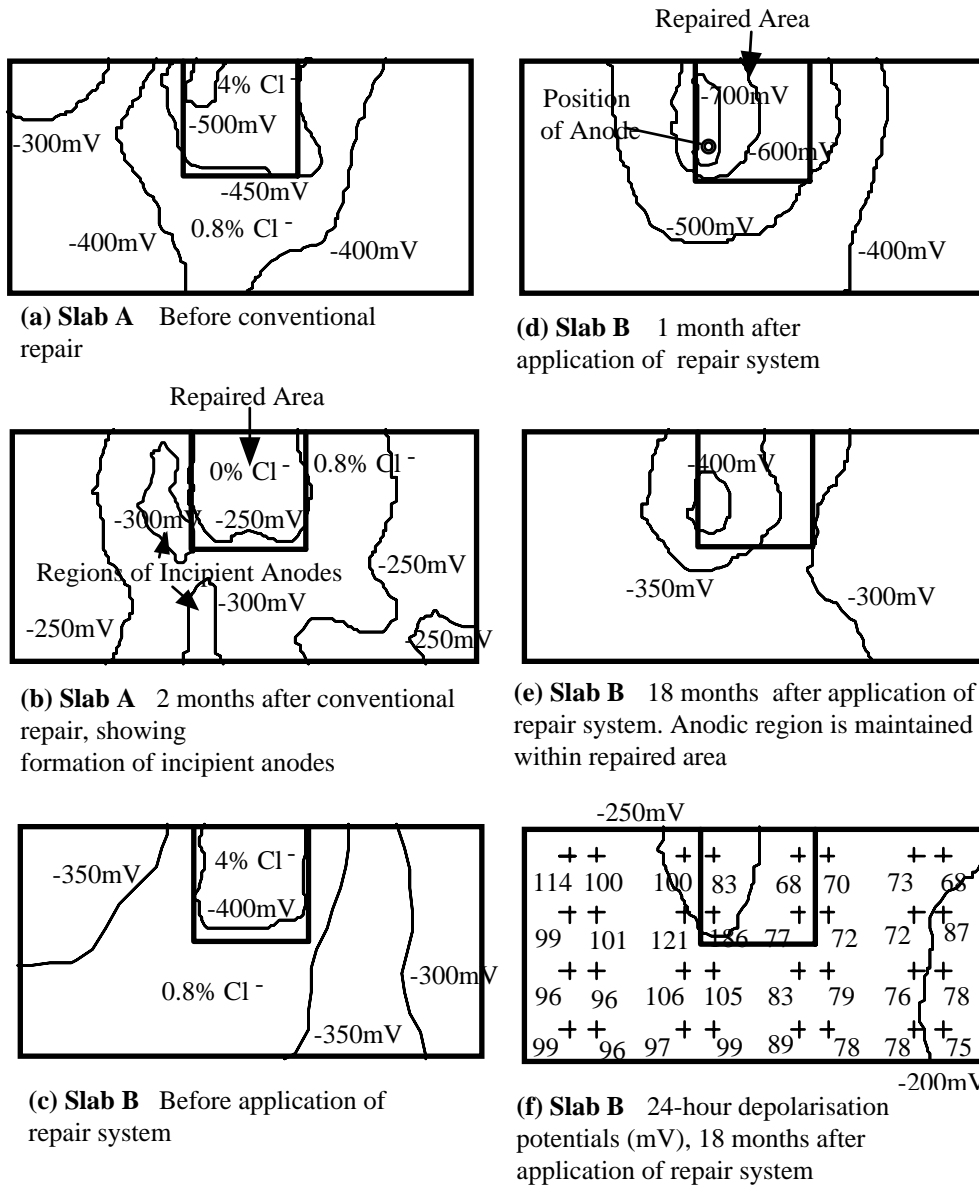 4% Cl -
-500mV
-300mV
-450mV
0.8% Cl -
-400mV
-400mV
(a) Slab A Before conventional
repair
Repaired Area
0% Cl -
0.8% Cl -
-300mV
-250mV
Regions of Incipient Anodes
-300mV
-250mV
-250mV
-250mV
(b) Slab A 2 months after conventional
repair, showing
formation of incipient anodes
-350mV
4% Cl -
-400mV
0.8% Cl -
-300mV
-350mV
(c) Slab B Before application of
repair system
Repaired Area
Position
of Anode
-700mV
-600mV
-500mV
-400mV
(d) Slab B 1 month after
application of repair system
-400mV
-350mV
-300mV
(e) Slab B 18 months after application of
repair system. Anodic region is maintained
within repaired area
-250mV
114 100 100 83 68 70 73 68
99 101 121 186 77 72 72 87
96 96 106 105 83 79 76 78
99 96 97 99 89 78 78 75
-200mV
(f) Slab B 24-hour depolarisation
potentials (mV), 18 months after
application of repair system